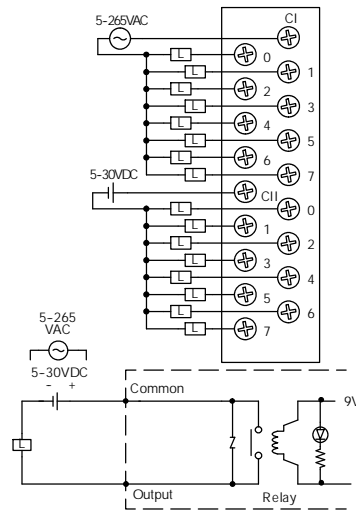 5-265VAC
CI
L
0
L
1
L
2
L
3
L
4
L
5
L
6
L
7
5-30VDC
CII
L
0
L
1
L
2
L
3
L
4
L
5
L
6
L
7
5-265
VAC
5-30VDC
- +
Common
9V
L
Output
Relay